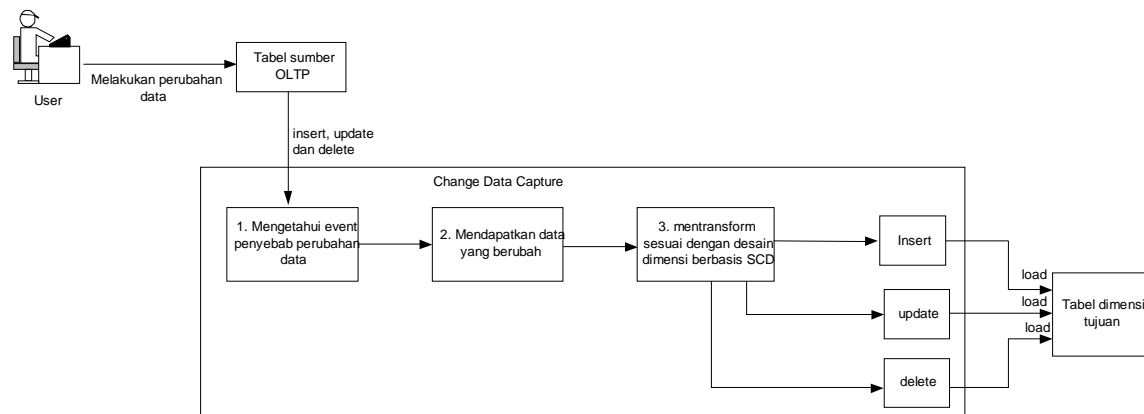 User
Melakukan perubahan
data
Tabel sumber
OLTP
insert, update
dan delete
Change Data Capture
1. Mengetahui event
penyebab perubahan
data
2. Mendapatkan data
yang berubah
3. mentransform
sesuai dengan desain
dimensi berbasis SCD
Insert
update
delete
load
load
load
Tabel dimensi
tujuan